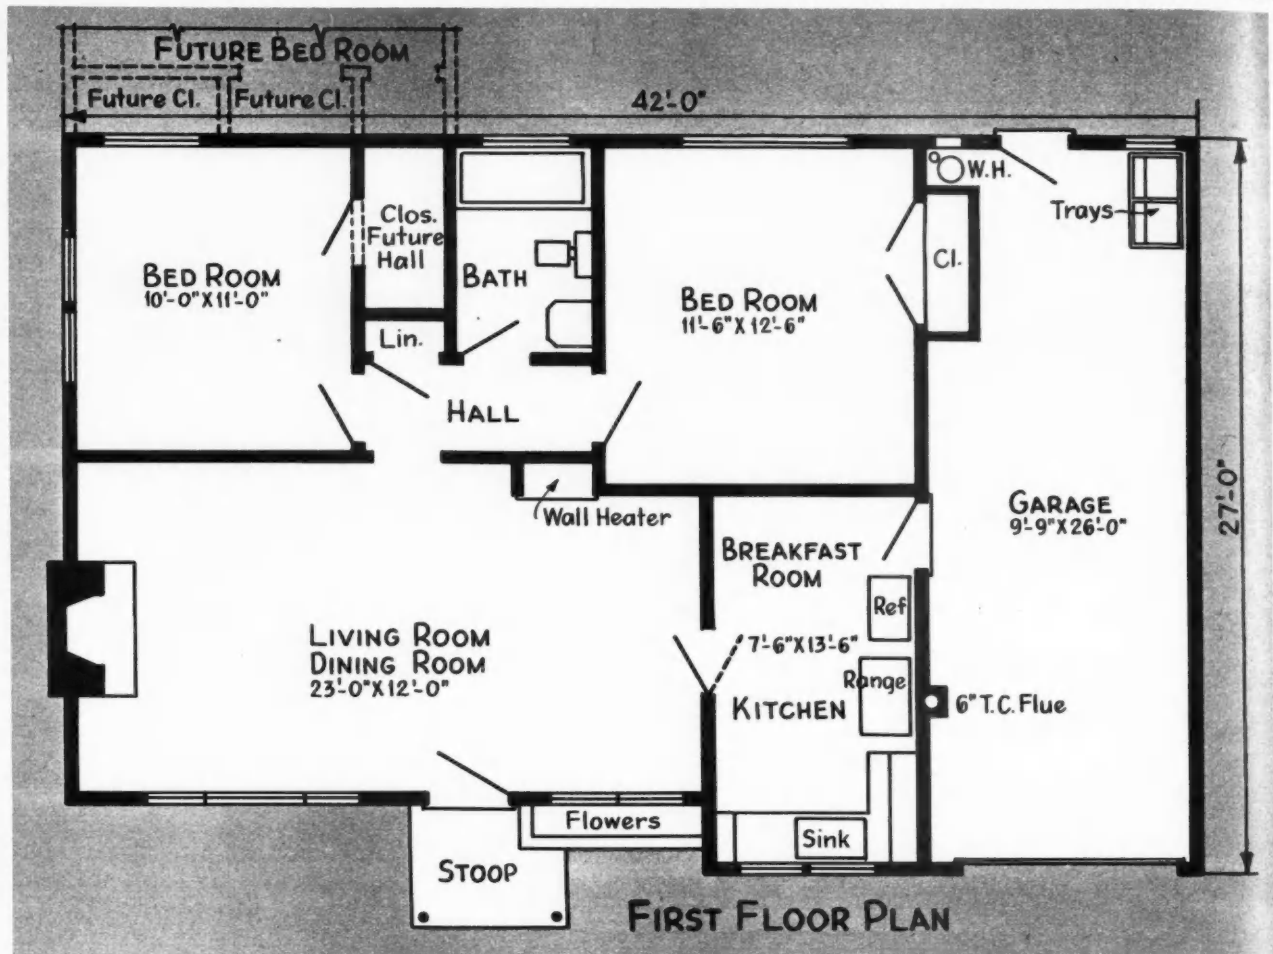 FUTURE BED ROOM
Future Cl.
Future Cl.
42'-0"
W.H.
Trays
Clos.
Future
Hall
BED ROOM
10'-0"X11'-0"
BATH
BED ROOM
11'-6"X12'-6"
Cl.
Lin.
HALL
Wall Heater
GARAGE
9'-9"X26'-0"
27'-0"
BREAKFAST
ROOM
Ref
LIVING ROOM
DINING ROOM
23'-0"X12'-0"
7'-6"X13'-6"
Range
KITCHEN
6" T.C. Flue
Flowers
Sink
STOOP
FIRST FLOOR PLAN